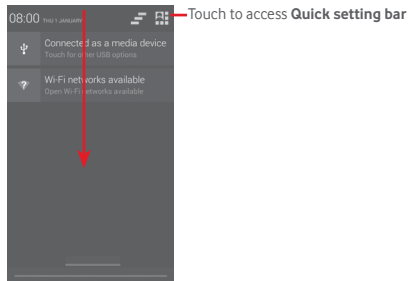 08:00 THU 1 JANUARY
Touch to access Quick setting bar
Connected as a media device
Touch for other USB options
Wi-Fi networks available
Open Wi-Fi networks available